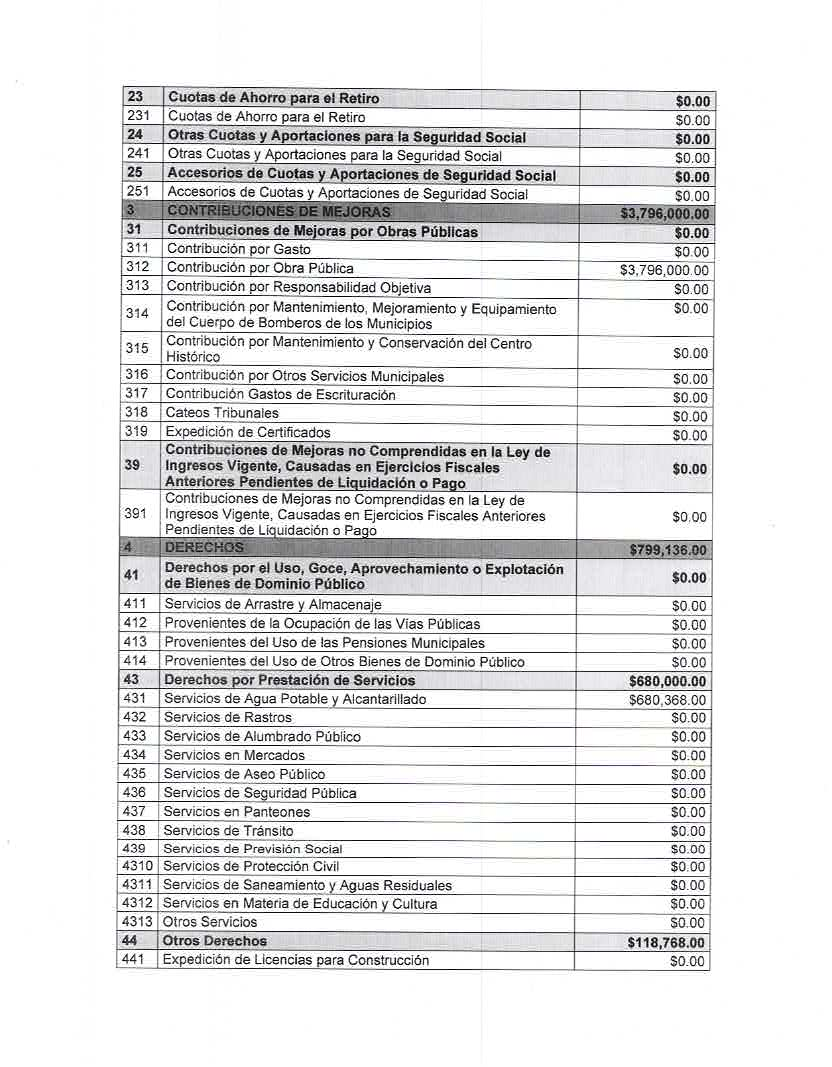 23 Cuotas de Ahorro para el Retiro $0.00
231 Cuotas de Ahorro para el Retiro $0.00
24 Otras Cuotas y Aportaciones para la Seguridad Social $0.00
241 Otras Cuotas y Aportaciones para la Seguridad Social $0.00
25 Accesorios de Cuotas y Aportaciones de Seguridad Social $0.00
251 Accesorios de Cuotas y Aportaciones de Seguridad Social $0.00
3 CONTRIBUCIONES DE MEJORAS $3,796,000.00
31 Contribuciones de Mejoras por Obras Públicas $0.00
311 Contribución por Gasto $0.00
312 Contribución por Obra Pública $3,796,000.00
313 Contribución por Responsabilidad Objetiva $0.00
314 Contribución por Mantenimiento, Mejoramiento y Equipamiento $0.00
del Cuerpo de Bomberos de los Municipios
315 Contribución por Mantenimiento y Conservación del Centro
Histórico $0.00
316 Contribución por Otros Servicios Municipales $0.00
317 Contribución Gastos de Escrituración $0.00
318 Cateos Tribunales $0.00
319 Expedición de Certificados $0.00
Contribuciones de Mejoras no Comprendidas en la Ley de
39 Ingresos Vigente, Causadas en Ejercicios Fiscales $0.00
Anteriores Pendientes de Liquidación o Pago
Contribuciones de Mejoras no Comprendidas en la Ley de
391 Ingresos Vigente, Causadas en Ejercicios Fiscales Anteriores $0.00
Pendientes de Liquidación o Pago
4 DERECHOS $799,136.00
41 Derechos por el Uso, Goce, Aprovechamiento o Explotación $0.00
de Bienes de Dominio Público
411 Servicios de Arrastre y Almacenaje $0.00
412 Provenientes de la Ocupación de las Vías Públicas $0.00
413 Provenientes del Uso de las Pensiones Municipales $0.00
414 Provenientes del Uso de Otros Bienes de Dominio Público $0.00
43 Derechos por Prestación de Servicios $680,000.00
431 Servicios de Agua Potable y Alcantarillado $680,368.00
432 Servicios de Rastros $0.00
433 Servicios de Alumbrado Público $0.00
434 Servicios en Mercados $0.00
435 Servicios de Aseo Público $0.00
436 Servicios de Seguridad Pública $0.00
437 Servicios en Panteones $0.00
438 Servicios de Tránsito $0.00
439 Servicios de Previsión Social $0.00
4310 Servicios de Protección Civil $0.00
4311 Servicios de Saneamiento y Aguas Residuales $0.00
4312 Servicios en Materia de Educación y Cultura $0.00
4313 Otros Servicios $0.00
44 Otros Derechos $118,768.00
441 Expedición de Licencias para Construcción $0.00